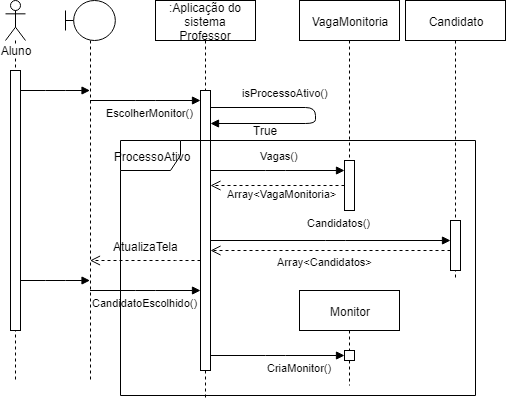 :Aplicação do
sistema
Professor
VagaMonitoria
Candidato
Aluno
isProcessoAtivo()
EscolherMonitor()
True
ProcessoAtivo
Vagas()
Array<VagaMonitoria>
Candidatos()
AtualizaTela
Array<Candidatos>
CandidatoEscolhido()
Monitor
CriaMonitor()